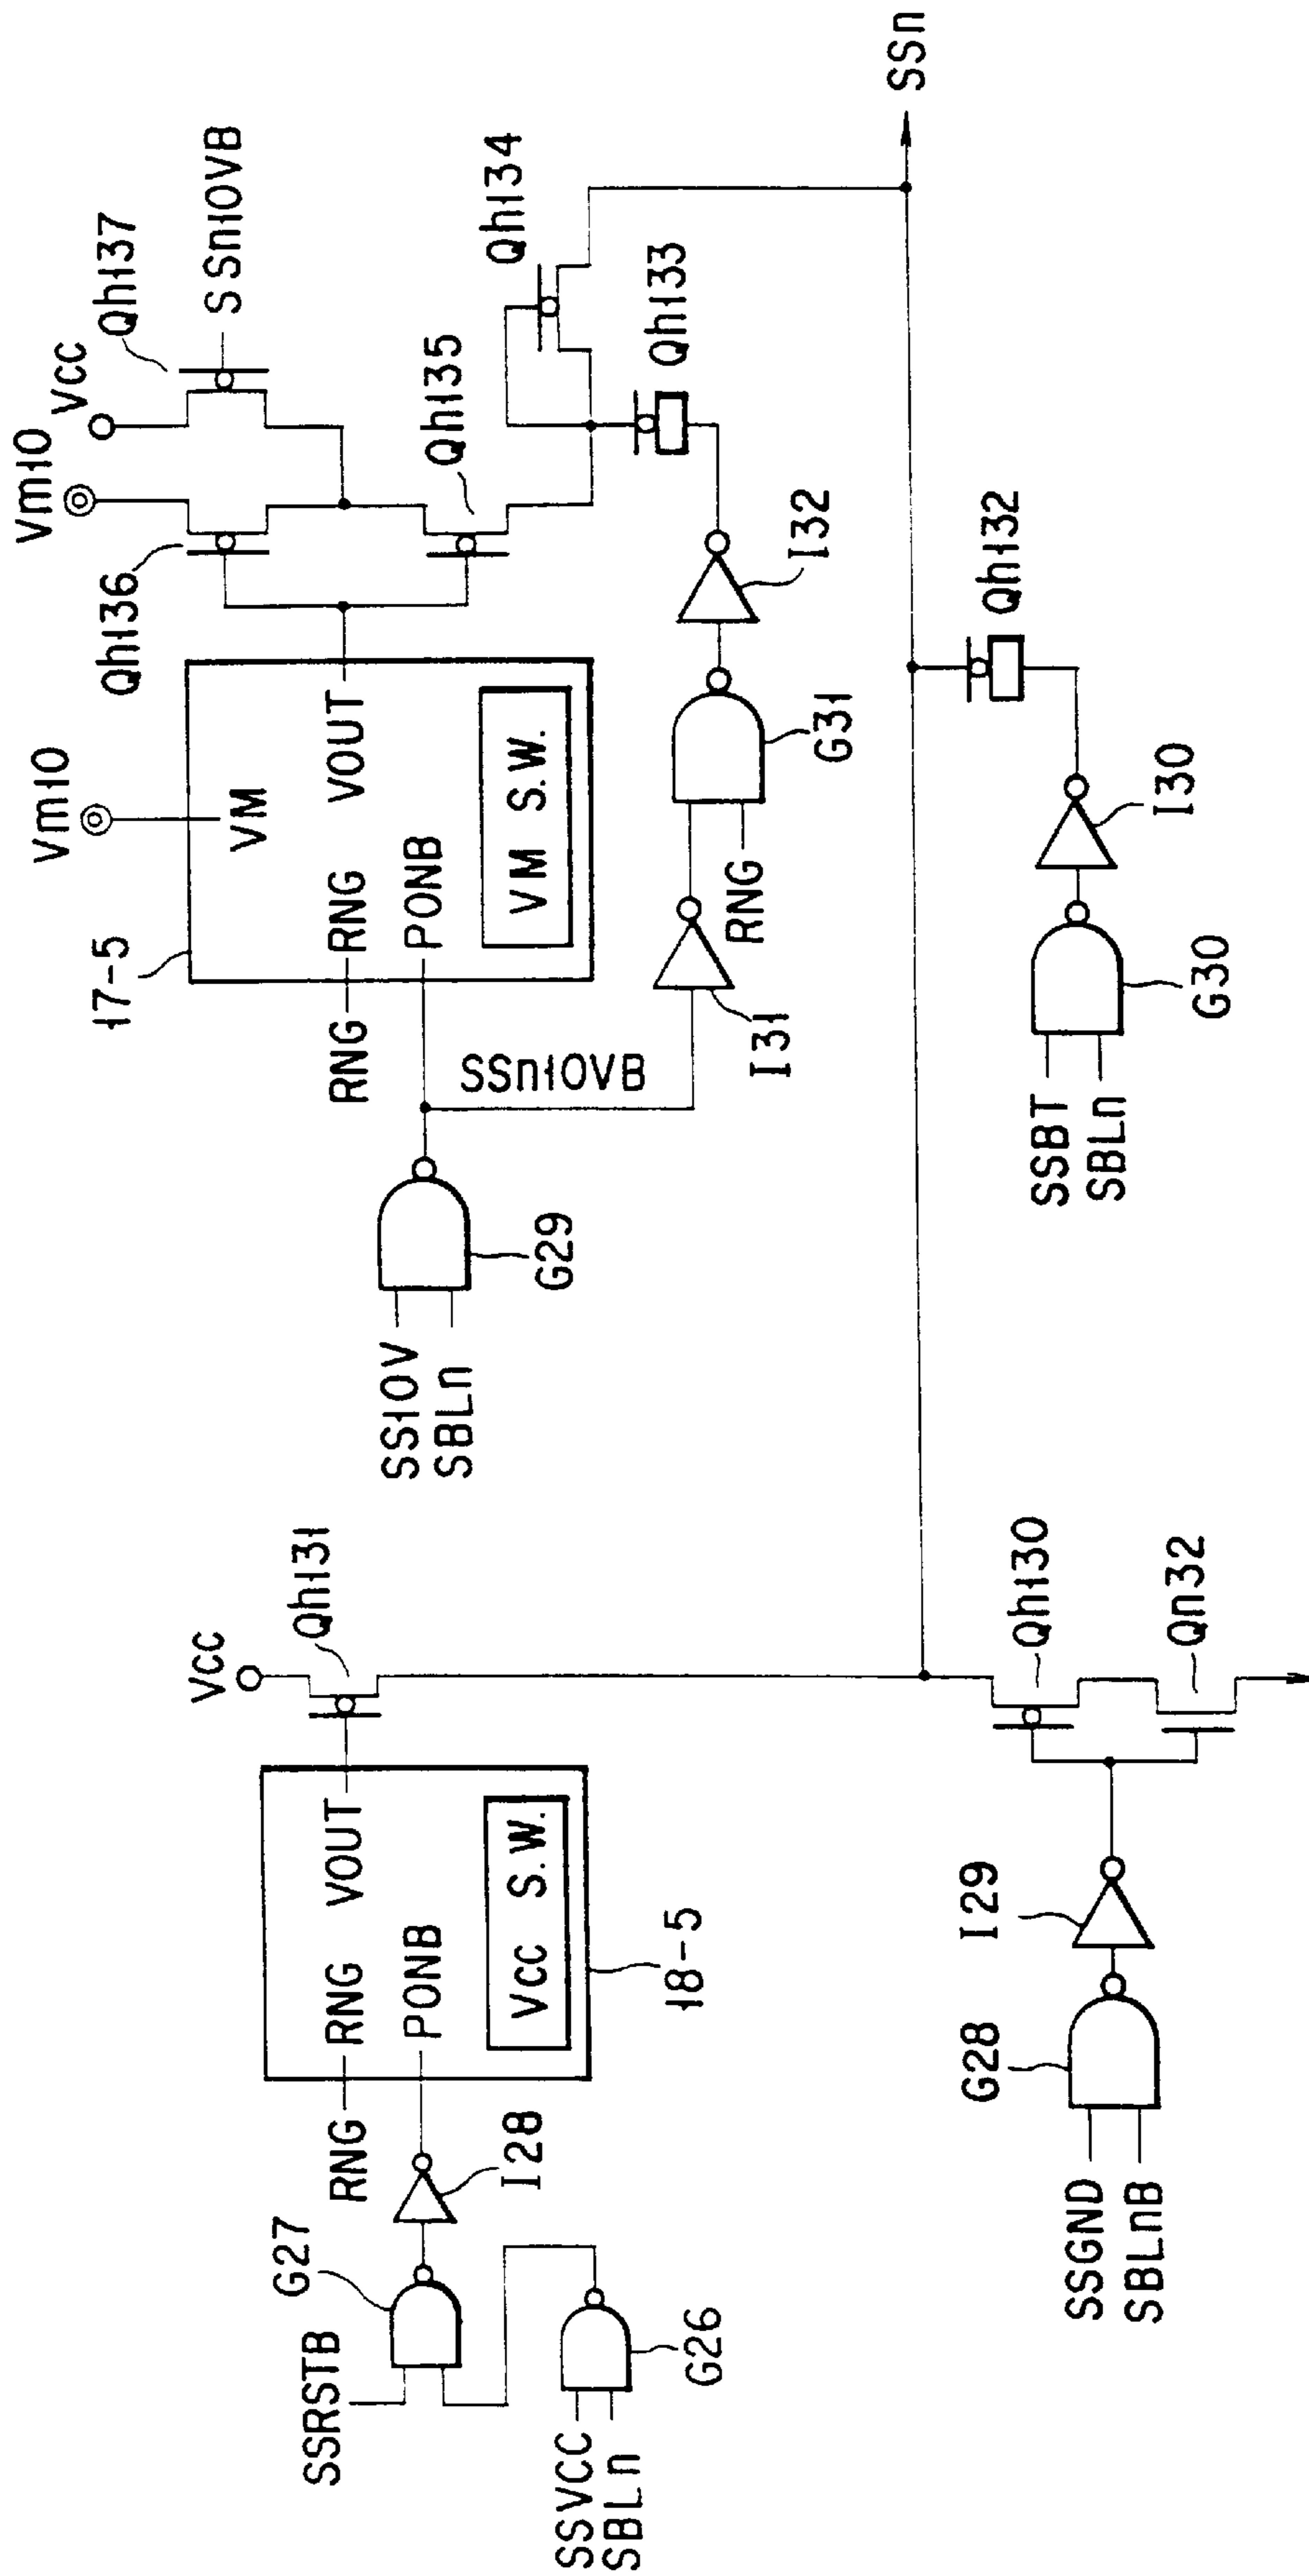 Vm10
Vm10
Vcc
Qh137
SSn10VB
Qh136
17-5
VM
RNG
RNG
VOUT
PONB
VM S.W.
Qh135
Qh134
Qh133
SSn10VB
SS10V
SBLn
G29
I31
RNG
G31
I32
SSn
Qh132
SSBT
SBLn
G30
I30
Vcc
Qh131
RNG
RNG
VOUT
PONB
VCC S.W.
18-5
SSRSTB
G27
I28
SSVCC
SBLn
G26
SSGND
SBLnB
G28
I29
Qh130
Qn32